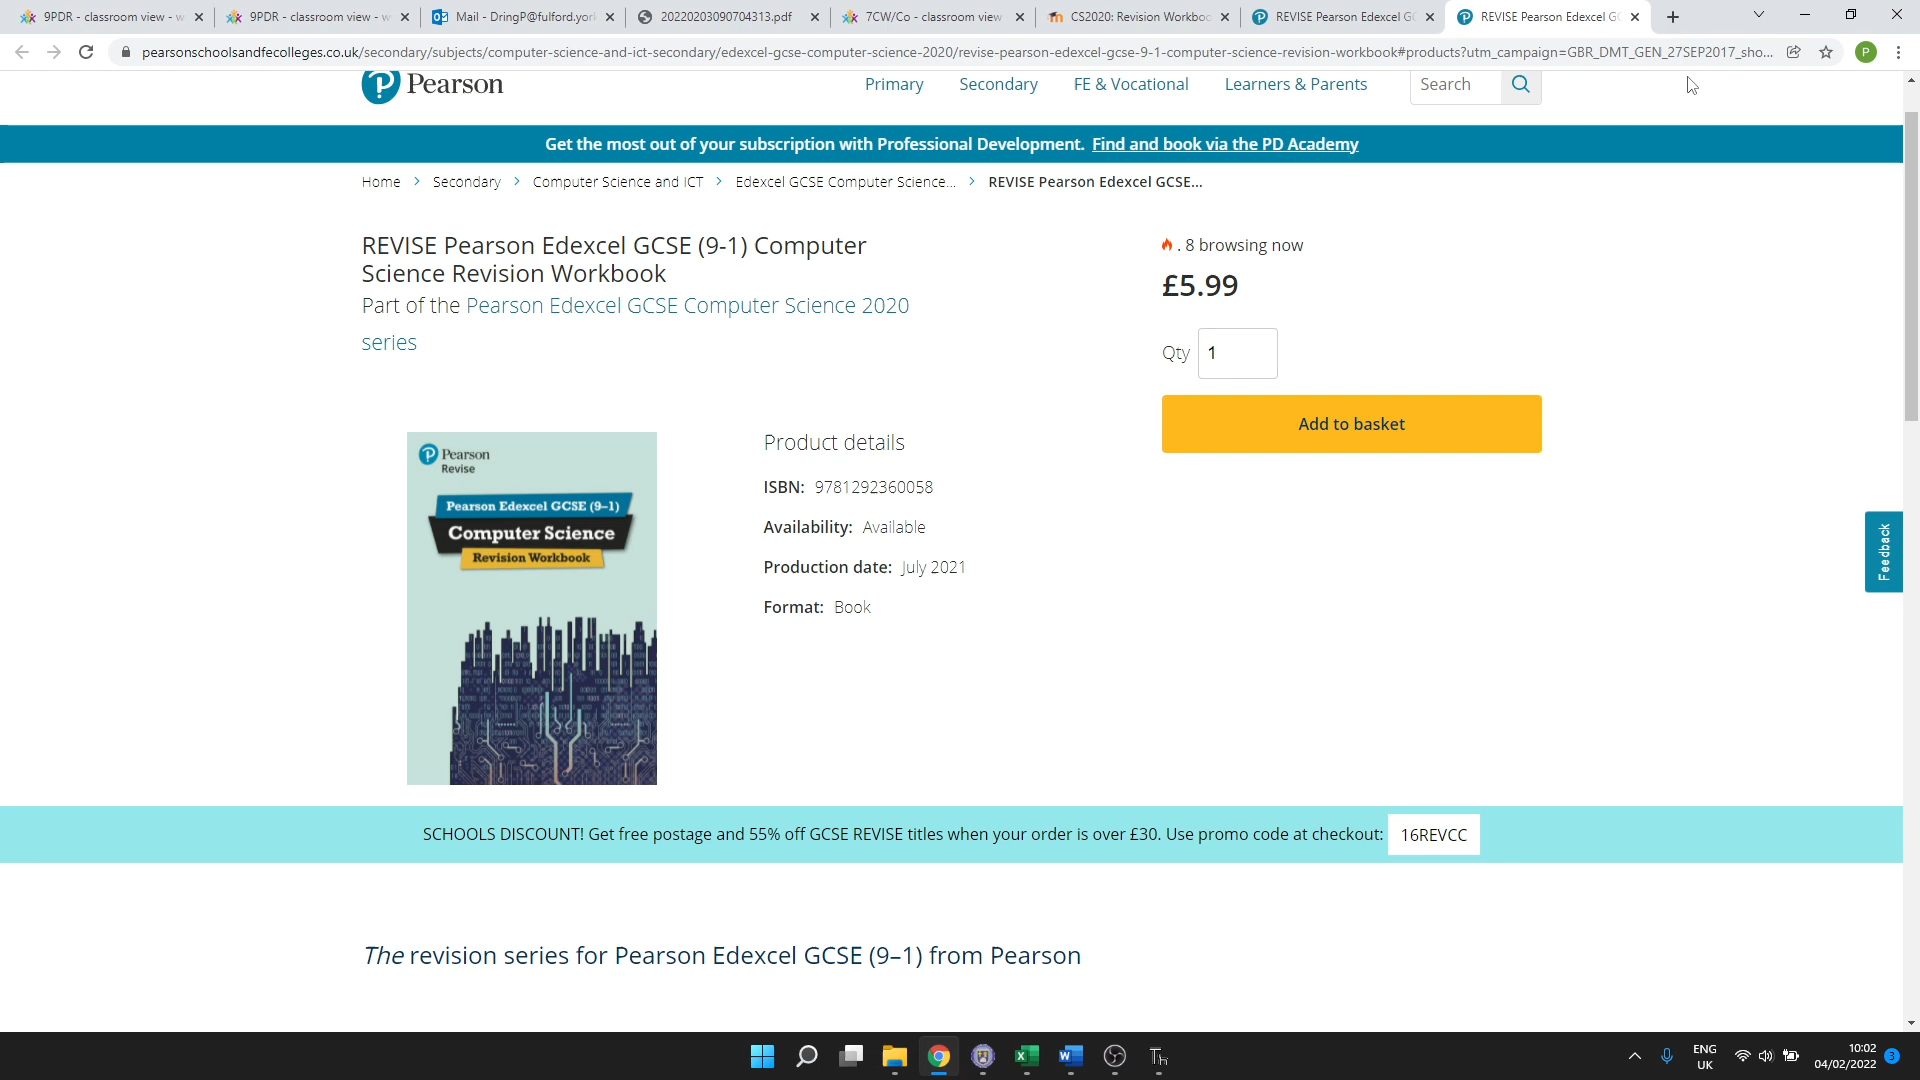 9PDR - classroom view - w
9PDR - classroom view - w
Mail - DringP@fulford.york
20220203090704313.pdf
7CW/Co - classroom view
CS2020: Revision Workboo
REVISE Pearson Edexcel GC
REVISE Pearson Edexcel GC
pearsonschoolsandfecolleges.co.uk/secondary/subjects/computer-science-and-ict-secondary/edexcel-gcse-computer-science-2020/revise-pearson-edexcel-gcse-9-1-computer-science-revision-workbook#products?utm_campaign=GBR_DMT_GEN_27SEP2017_sho...
P
Pearson
Primary
Secondary
FE & Vocational
Learners & Parents
Search
Get the most out of your subscription with Professional Development. Find and book via the PD Academy
Home > Secondary > Computer Science and ICT > Edexcel GCSE Computer Science... > REVISE Pearson Edexcel GCSE...
REVISE Pearson Edexcel GCSE (9-1) Computer
Science Revision Workbook
Part of the Pearson Edexcel GCSE Computer Science 2020
series
. 8 browsing now
£5.99
Qty 1
Add to basket
Pearson
Revise
Pearson Edexcel GCSE (9–1)
Computer Science
Revision Workbook
Product details
ISBN: 9781292360058
Availability: Available
Production date: July 2021
Format: Book
Feedback
SCHOOLS DISCOUNT! Get free postage and 55% off GCSE REVISE titles when your order is over £30. Use promo code at checkout: 16REVCC
The revision series for Pearson Edexcel GCSE (9–1) from Pearson
ENG
UK
10:02
04/02/2022
3